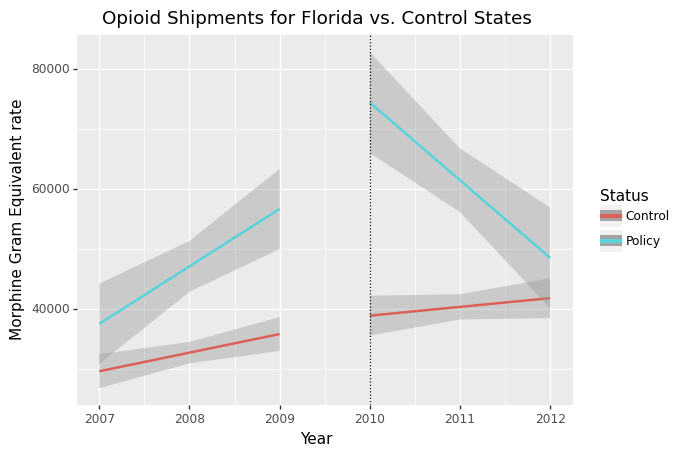 Opioid Shipments for Florida vs. Control States
Morphine Gram Equivalent rate
80000
60000
40000
2007 2008 2009 2010 2011 2012
Year
Status
Control
Policy